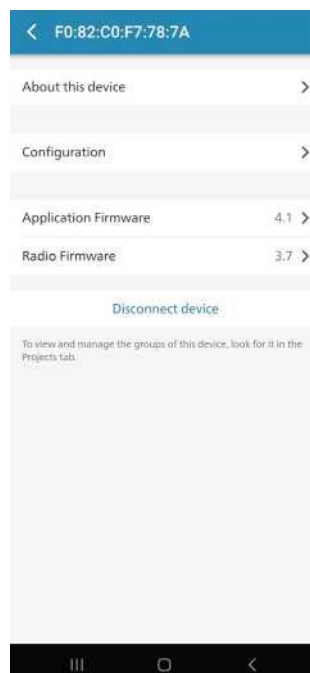 F0:82:C0:F7:78:7A
About this device
Configuration
Application Firmware 4.1
Radio Firmware 3.7
Disconnect device
To view and manage the groups of this device, look for it in the
Projects tab.